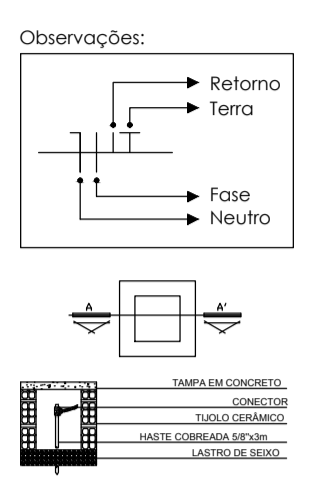 Observações:
Retorno
Terra
Fase
Neutro
A A'
TAMPA EM CONCRETO
CONECTOR
TIJOLO CERÂMICO
HASTE COBREADA 5/8"x3m
LASTRO DE SEIXO